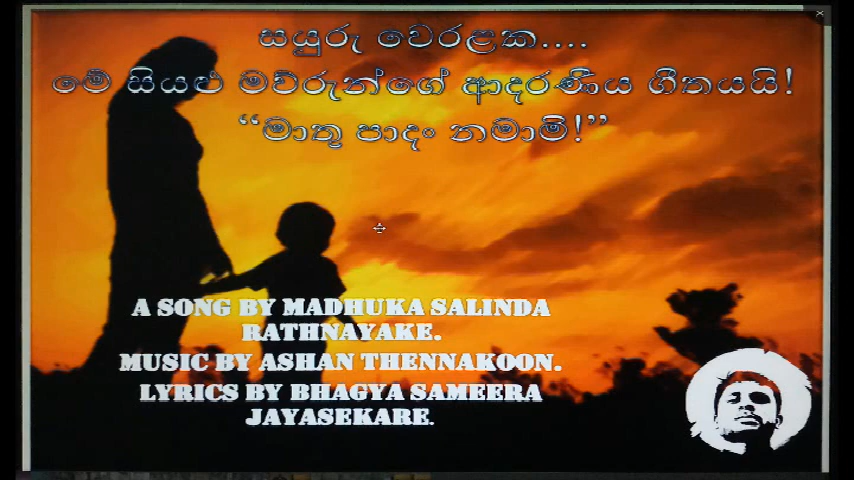 සයුරු වෙරළක....
මේ සියළු මව්රුන්ගේ ආදරණීය ගීතයයි!
“මාතු පාදං නමාමි!”
A SONG BY MADHUKA SALINDA
RATHNAYAKE.
MUSIC BY ASHAN THENNAKOON.
LYRICS BY BHAGYA SAMEERA
JAYASEKARE.